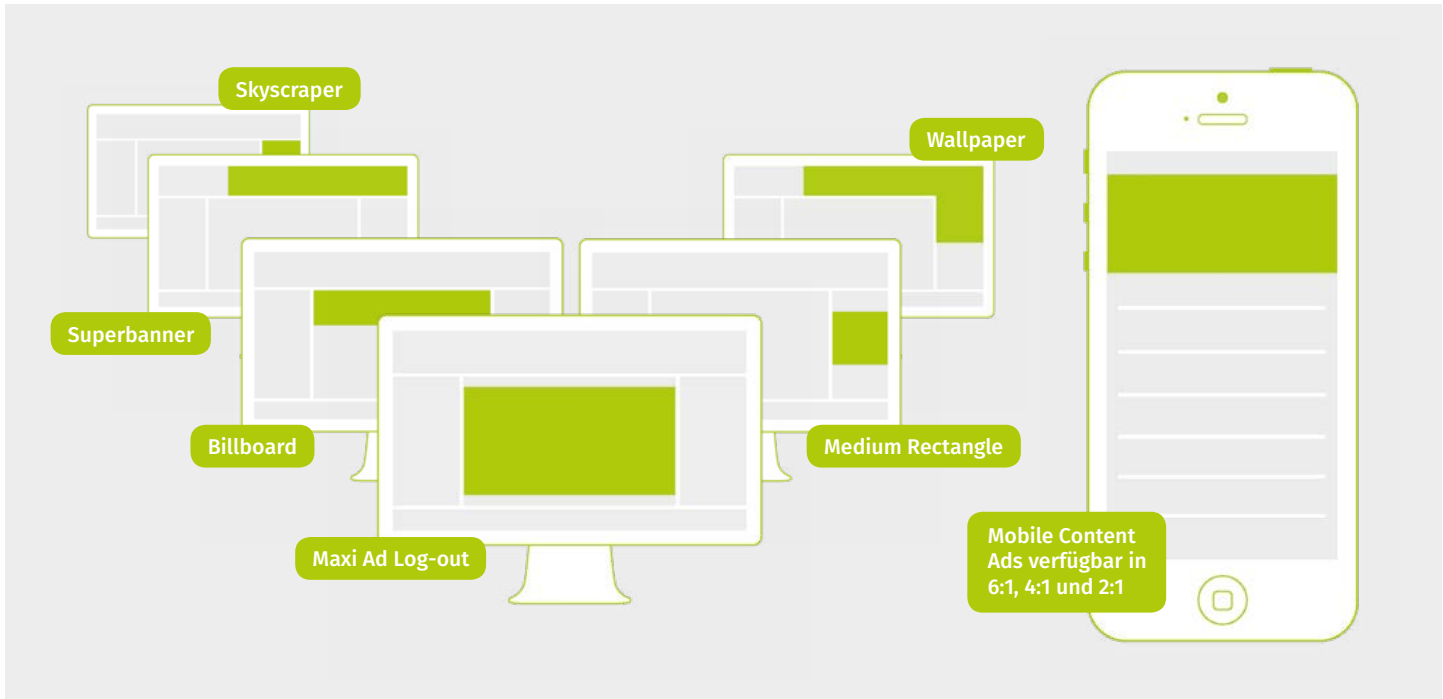 Skyscraper
Wallpaper
Superbanner
Billboard
Medium Rectangle
Maxi Ad Log-out
Mobile Content
Ads verfügbar in
6:1, 4:1 und 2:1